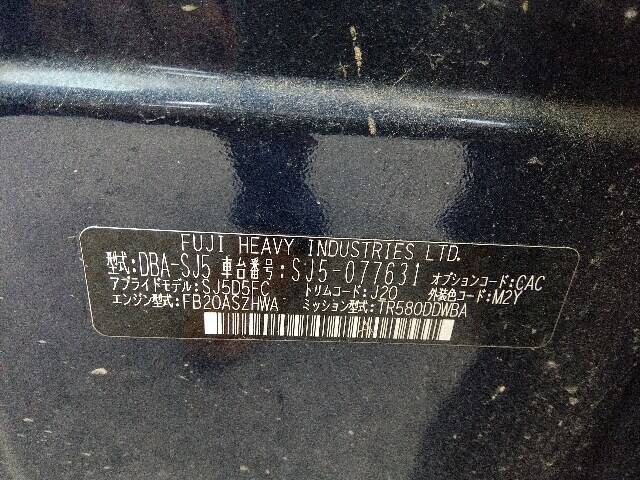 FUJI HEAVY INDUSTRIES LTD.
型式:DBA-SJ5 車台番号:SJ5-077631 オプションコード:CAC
アプライドモデル:SJ5D5FC トリムコード:J20 外装色コード:M2Y
エンジン型式:FB20ASZHWA ミッション型式:TR580DDWBA